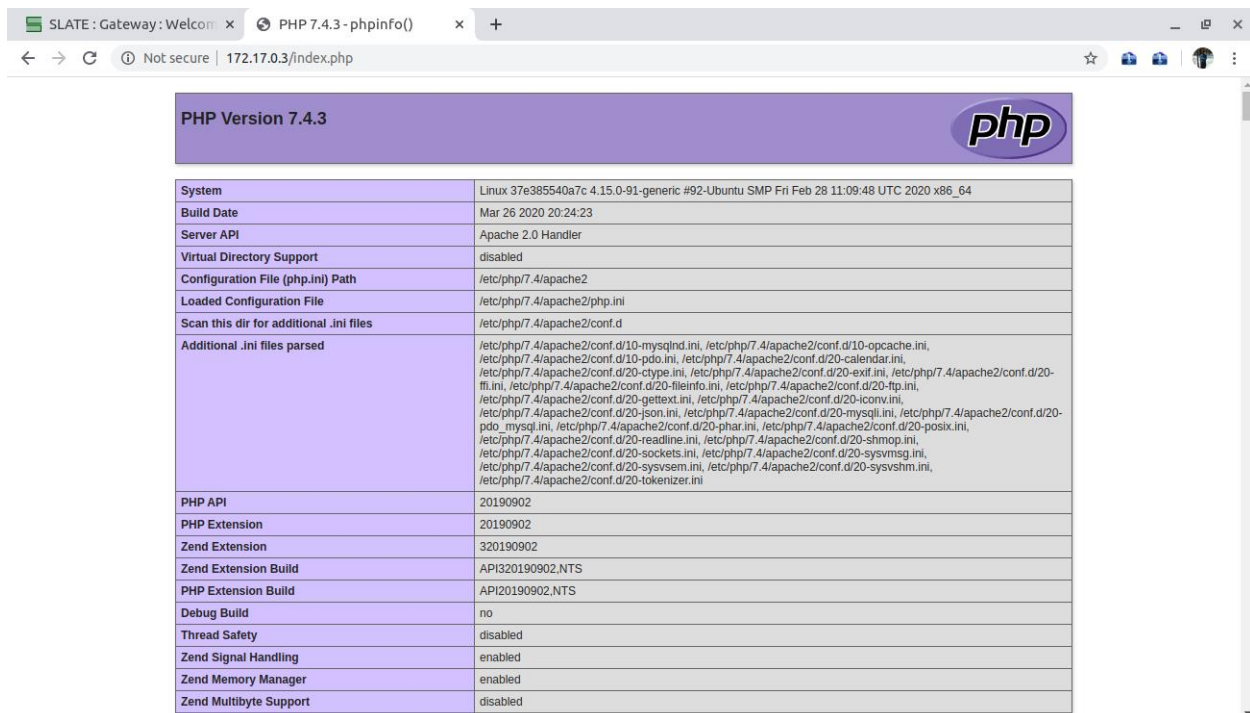 SLATE : Gateway : Welcom
PHP 7.4.3 - phpinfo()
Not secure | 172.17.0.3/index.php
PHP Version 7.4.3
php
System Linux 37e385540a7c 4.15.0-91-generic #92-Ubuntu SMP Fri Feb 28 11:09:48 UTC 2020 x86_64
Build Date Mar 26 2020 20:24:23
Server API Apache 2.0 Handler
Virtual Directory Support disabled
Configuration File (php.ini) Path /etc/php/7.4/apache2
Loaded Configuration File /etc/php/7.4/apache2/php.ini
Scan this dir for additional .ini files /etc/php/7.4/apache2/conf.d
Additional .ini files parsed /etc/php/7.4/apache2/conf.d/10-mysqlnd.ini, /etc/php/7.4/apache2/conf.d/10-opcache.ini,
/etc/php/7.4/apache2/conf.d/10-pdo.ini, /etc/php/7.4/apache2/conf.d/20-calendar.ini,
/etc/php/7.4/apache2/conf.d/20-ctype.ini, /etc/php/7.4/apache2/conf.d/20-exif.ini, /etc/php/7.4/apache2/conf.d/20-
ffi.ini, /etc/php/7.4/apache2/conf.d/20-fileinfo.ini, /etc/php/7.4/apache2/conf.d/20-ftp.ini,
/etc/php/7.4/apache2/conf.d/20-gettext.ini, /etc/php/7.4/apache2/conf.d/20-iconv.ini,
/etc/php/7.4/apache2/conf.d/20-json.ini, /etc/php/7.4/apache2/conf.d/20-mysqli.ini, /etc/php/7.4/apache2/conf.d/20-
pdo_mysql.ini, /etc/php/7.4/apache2/conf.d/20-phar.ini, /etc/php/7.4/apache2/conf.d/20-posix.ini,
/etc/php/7.4/apache2/conf.d/20-readline.ini, /etc/php/7.4/apache2/conf.d/20-shmop.ini,
/etc/php/7.4/apache2/conf.d/20-sockets.ini, /etc/php/7.4/apache2/conf.d/20-sysvmsg.ini,
/etc/php/7.4/apache2/conf.d/20-sysvsem.ini, /etc/php/7.4/apache2/conf.d/20-sysvshm.ini,
/etc/php/7.4/apache2/conf.d/20-tokenizer.ini
PHP API 20190902
PHP Extension 20190902
Zend Extension 320190902
Zend Extension Build API320190902,NTS
PHP Extension Build API20190902,NTS
Debug Build no
Thread Safety disabled
Zend Signal Handling enabled
Zend Memory Manager enabled
Zend Multibyte Support disabled